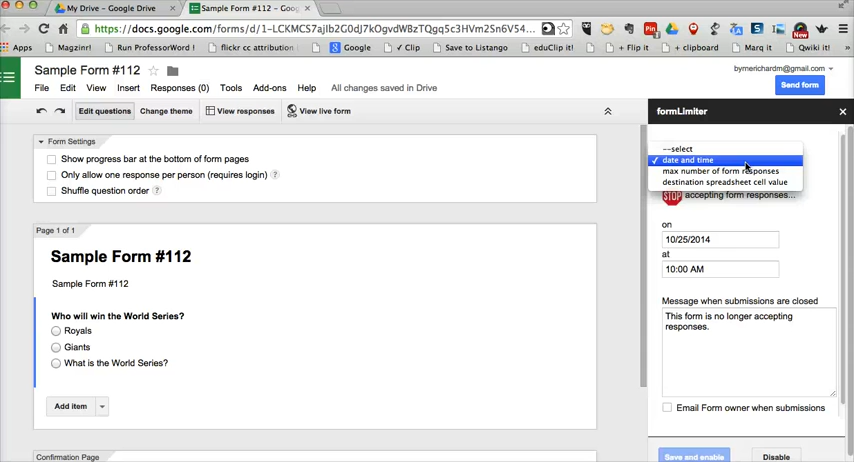 My Drive - Google Drive
Sample Form #112 - Goog
https://docs.google.com/forms/d/1-LCKMCS7ajIb2G0dJ7kOgvdWBzTQgq5c3HVm2Sn6V54...
Apps
Magzinr!
Run ProfessorWord !
flickr cc attribution
Google
✓ Clip
Save to Listango
eduClip it!
+ Flip it
+ clipboard
Marq it
Qwiki it!
Sample Form #112
byrnerichardm@gmail.com
File Edit View Insert Responses (0) Tools Add-ons Help All changes saved in Drive
Send form
Edit questions Change theme View responses View live form
formLimiter
Form Settings
Show progress bar at the bottom of form pages
Only allow one response per person (requires login) ?
Shuffle question order ?
--select
✓ date and time
max number of form responses
destination spreadsheet cell value
STOP accepting form responses...
on
10/25/2014
at
10:00 AM
Message when submissions are closed
This form is no longer accepting
responses.
Email Form owner when submissions
Save and enable
Disable
Page 1 of 1
Sample Form #112
Sample Form #112
Who will win the World Series?
Royals
Giants
What is the World Series?
Add item
Confirmation Page